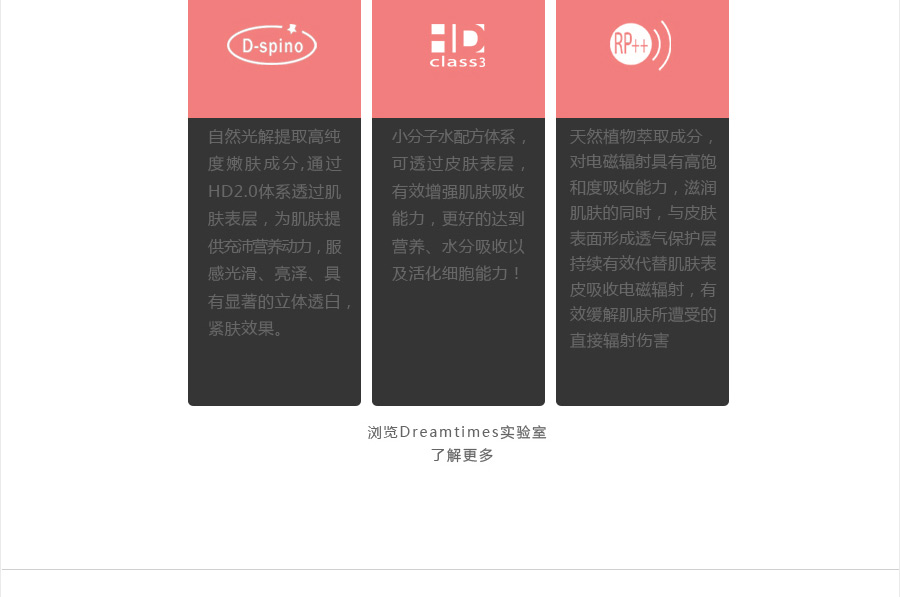 D-spino
自然光解提取高纯
度嫩肤成分,通过
HD2.0体系透过肌
肤表层，为肌肤提
供充沛营养动力，服
感光滑、亮泽、具
有显著的立体透白，
紧肤效果。
HD
class3
小分子水配方体系，
可透过皮肤表层，
有效增强肌肤吸收
能力，更好的达到
营养、水分吸收以
及活化细胞能力！
RP++
天然植物萃取成分，
对电磁辐射具有高饱
和度吸收能力，滋润
肌肤的同时，与皮肤
表面形成透气保护层
持续有效代替肌肤表
皮吸收电磁辐射，有
效缓解肌肤所遭受的
直接辐射伤害
浏览Dreamtimes实验室
了解更多